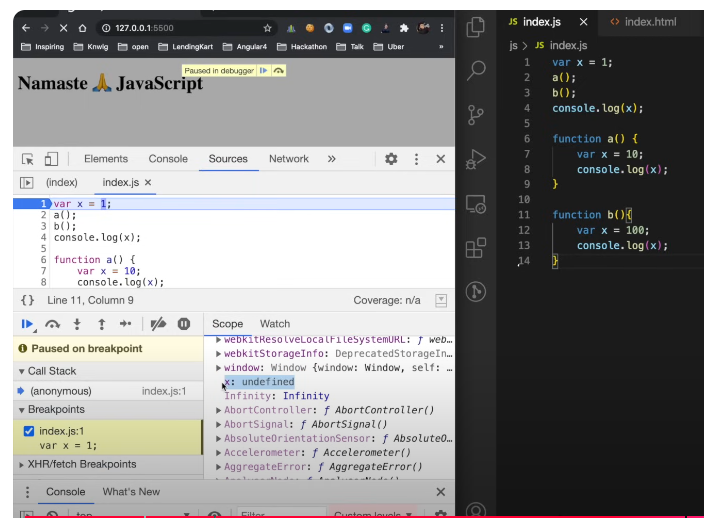 127.0.0.1:5500
Inspiring Knwlg open LendingKart Angular4 Hackathon Talk Uber »
Paused in debugger
Namaste 🙏 JavaScript
Elements Console Sources Network »
(index) index.js ×
1 var x = 1;
2 a();
3 b();
4 console.log(x);
5
6 function a() {
7 var x = 10;
8 console.log(x);
{} Line 11, Column 9 Coverage: n/a
Scope Watch
Paused on breakpoint
Call Stack
(anonymous) index.js:1
Breakpoints
index.js:1
var x = 1;
XHR/fetch Breakpoints
webkitResolveLocalFileSystemURL: ƒ web…
webkitStorageInfo: DeprecatedStorageIn…
window: Window {window: Window, self: …
x: undefined
Infinity: Infinity
AbortController: ƒ AbortController()
AbortSignal: ƒ AbortSignal()
AbsoluteOrientationSensor: ƒ AbsoluteO…
Accelerometer: ƒ Accelerometer()
AggregateError: ƒ AggregateError()
Console What's New
top Filter Custom levels
JS index.js × <> index.html
js > JS index.js
1 var x = 1;
2 a();
3 b();
4 console.log(x);
5
6 function a() {
7 var x = 10;
8 console.log(x);
9 }
10
11 function b(){
12 var x = 100;
13 console.log(x);
14 }